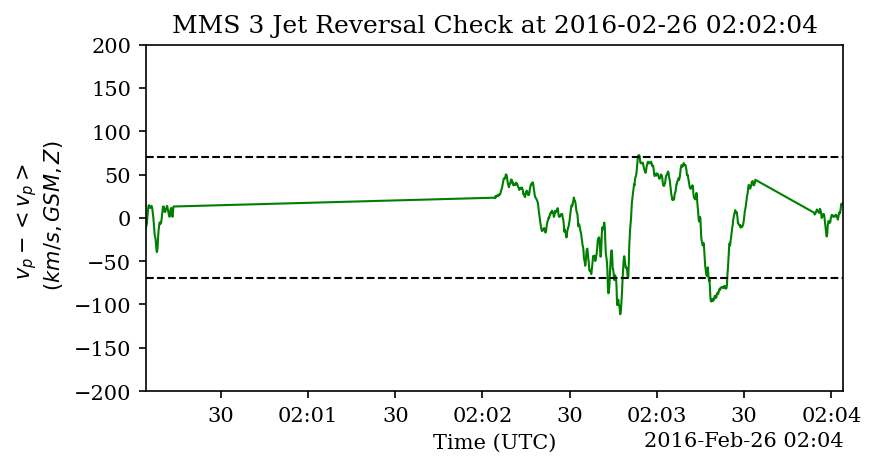 MMS 3 Jet Reversal Check at 2016-02-26 02:02:04
200
150
100
50
0
−50
−100
−150
−200
v_p − < v_p >
(km/s, GSM, Z)
30 02:01 30 02:02 30 02:03 30 02:04
Time (UTC)
2016-Feb-26 02:04